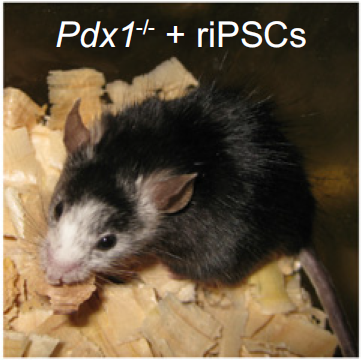 Pdx1-/- + riPSCs